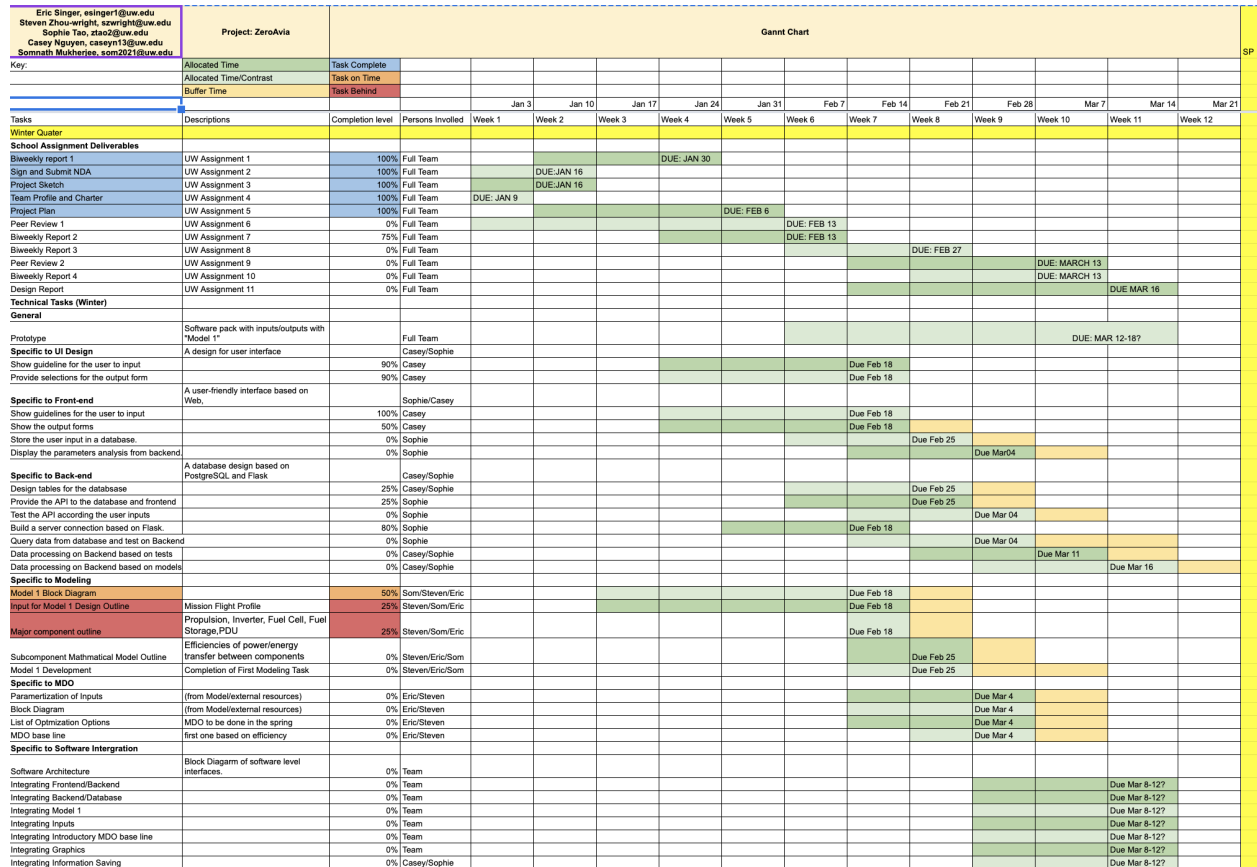 Eric Singer, esinger1@uw.edu
Steven Zhou-wright, szwright@uw.edu
Sophie Tao, ztao2@uw.edu
Casey Nguyen, caseyn13@uw.edu
Somnath Mukherjee, som2021@uw.edu
Project: ZeroAvia
Gannt Chart
SP
Key: Allocated Time Task Complete
Allocated Time/Contrast Task on Time
Buffer Time Task Behind
Jan 3 Jan 10 Jan 17 Jan 24 Jan 31 Feb 7 Feb 14 Feb 21 Feb 28 Mar 7 Mar 14 Mar 21
Tasks Descriptions Completion level Persons Involled Week 1 Week 2 Week 3 Week 4 Week 5 Week 6 Week 7 Week 8 Week 9 Week 10 Week 11 Week 12
Winter Quater
School Assignment Deliverables
Biweekly report 1 UW Assignment 1 100% Full Team DUE: JAN 30
Sign and Submit NDA UW Assignment 2 100% Full Team DUE:JAN 16
Project Sketch UW Assignment 3 100% Full Team DUE:JAN 16
Team Profile and Charter UW Assignment 4 100% Full Team DUE: JAN 9
Project Plan UW Assignment 5 100% Full Team DUE: FEB 6
Peer Review 1 UW Assignment 6 0% Full Team DUE: FEB 13
Biweekly Report 2 UW Assignment 7 75% Full Team DUE: FEB 13
Biweekly Report 3 UW Assignment 8 0% Full Team DUE: FEB 27
Peer Review 2 UW Assignment 9 0% Full Team DUE: MARCH 13
Biweekly Report 4 UW Assignment 10 0% Full Team DUE: MARCH 13
Design Report UW Assignment 11 0% Full Team DUE MAR 16
Technical Tasks (Winter)
General
Prototype Software pack with inputs/outputs with "Model 1" Full Team DUE: MAR 12-18?
Specific to UI Design A design for user interface Casey/Sophie
Show guideline for the user to input 90% Casey Due Feb 18
Provide selections for the output form 90% Casey Due Feb 18
Specific to Front-end A user-friendly interface based on Web, Sophie/Casey
Show guidelines for the user to input 100% Casey Due Feb 18
Show the output forms 50% Casey Due Feb 18
Store the user input in a database. 0% Sophie Due Feb 25
Display the parameters analysis from backend. 0% Sophie Due Mar04
Specific to Back-end A database design based on PostgreSQL and Flask Casey/Sophie
Design tables for the databsase 25% Casey/Sophie Due Feb 25
Provide the API to the database and frontend 25% Sophie Due Feb 25
Test the API according the user inputs 0% Sophie Due Mar 04
Build a server connection based on Flask. 80% Sophie Due Feb 18
Query data from database and test on Backend 0% Sophie Due Mar 04
Data processing on Backend based on tests 0% Casey/Sophie Due Mar 11
Data processing on Backend based on models 0% Casey/Sophie Due Mar 16
Specific to Modeling
Model 1 Block Diagram 50% Som/Steven/Eric Due Feb 18
Input for Model 1 Design Outline Mission Flight Profile 25% Steven/Som/Eric Due Feb 18
Major component outline Propulsion, Inverter, Fuel Cell, Fuel Storage,PDU 25% Steven/Som/Eric Due Feb 18
Subcomponent Mathmatical Model Outline Efficiencies of power/energy transfer between components 0% Steven/Eric/Som Due Feb 25
Model 1 Development Completion of First Modeling Task 0% Steven/Eric/Som Due Feb 25
Specific to MDO
Paramertization of Inputs (from Model/external resources) 0% Eric/Steven Due Mar 4
Block Diagram (from Model/external resources) 0% Eric/Steven Due Mar 4
List of Optmization Options MDO to be done in the spring 0% Eric/Steven Due Mar 4
MDO base line first one based on efficiency 0% Eric/Steven Due Mar 4
Specific to Software Intergration
Software Architecture Block Diagarm of software level interfaces. 0% Team
Integrating Frontend/Backend 0% Team Due Mar 8-12?
Integrating Backend/Database 0% Team Due Mar 8-12?
Integrating Model 1 0% Team Due Mar 8-12?
Integrating Inputs 0% Team Due Mar 8-12?
Integrating Introductory MDO base line 0% Team Due Mar 8-12?
Integrating Graphics 0% Team Due Mar 8-12?
Integrating Information Saving 0% Casey/Sophie Due Mar 8-12?